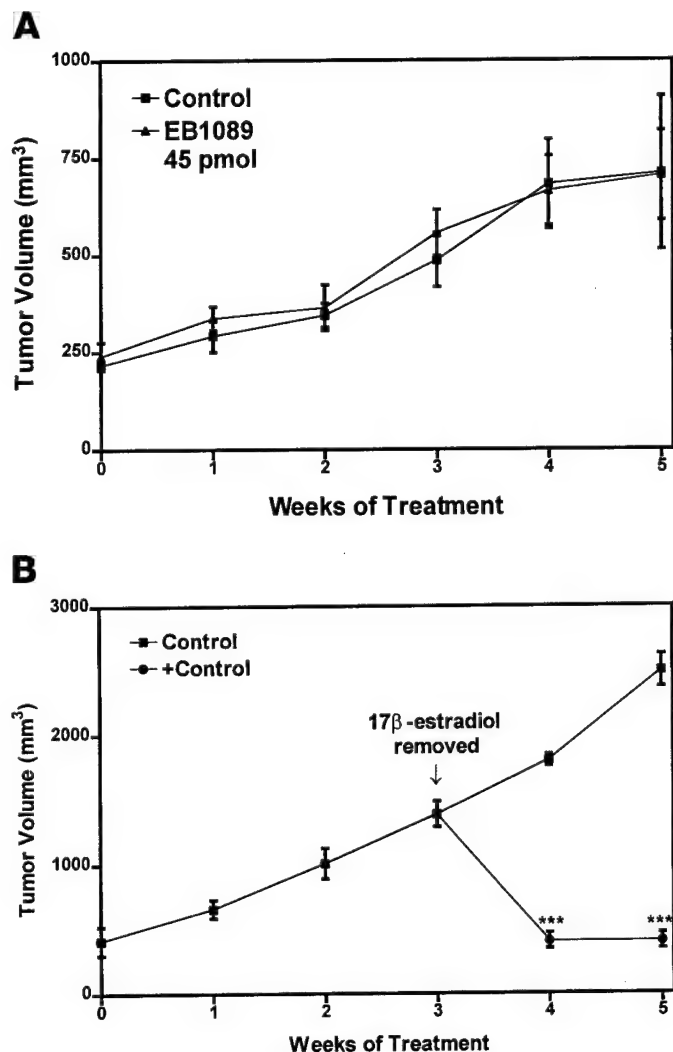 A
1000
750
500
250
0
Tumor Volume (mm³)
Control
EB1089
45 pmol
0 1 2 3 4 5
Weeks of Treatment
B
3000
2000
1000
0
Tumor Volume (mm³)
Control
+Control
17β-estradiol
removed
↓
*** ***
0 1 2 3 4 5
Weeks of Treatment